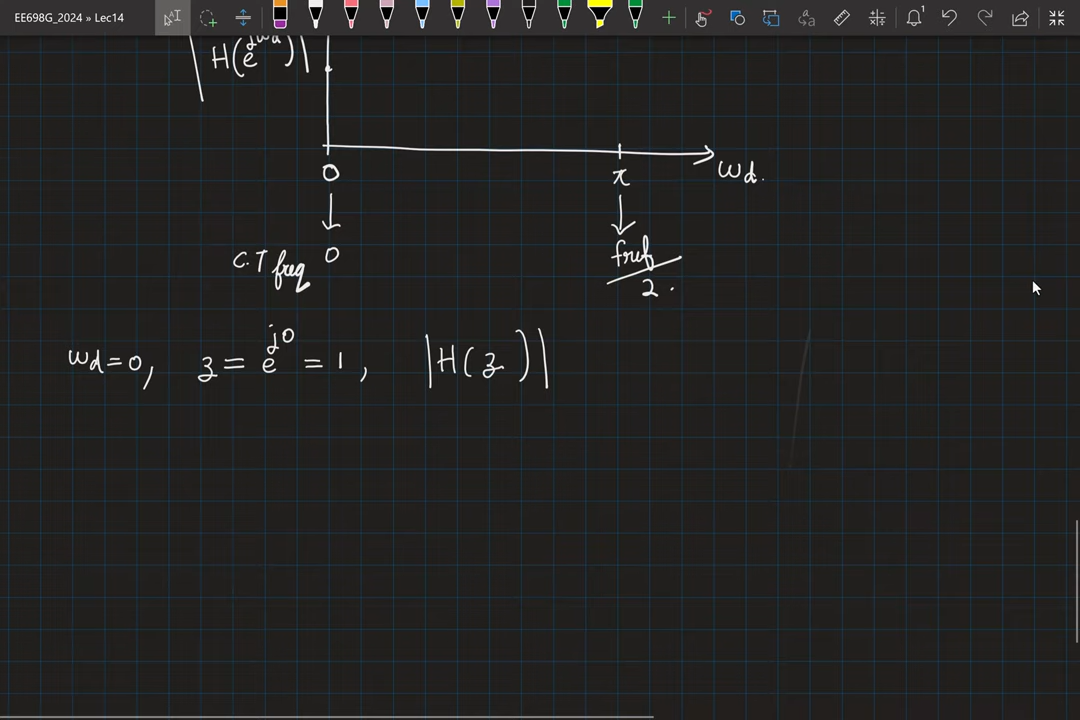 EE698G_2024 » Lec14
|H(e^{jωd})|
0 π ωd.
C.T freq 0 fref/2.
ωd=0, z = e^{j0} = 1, |H(z)|